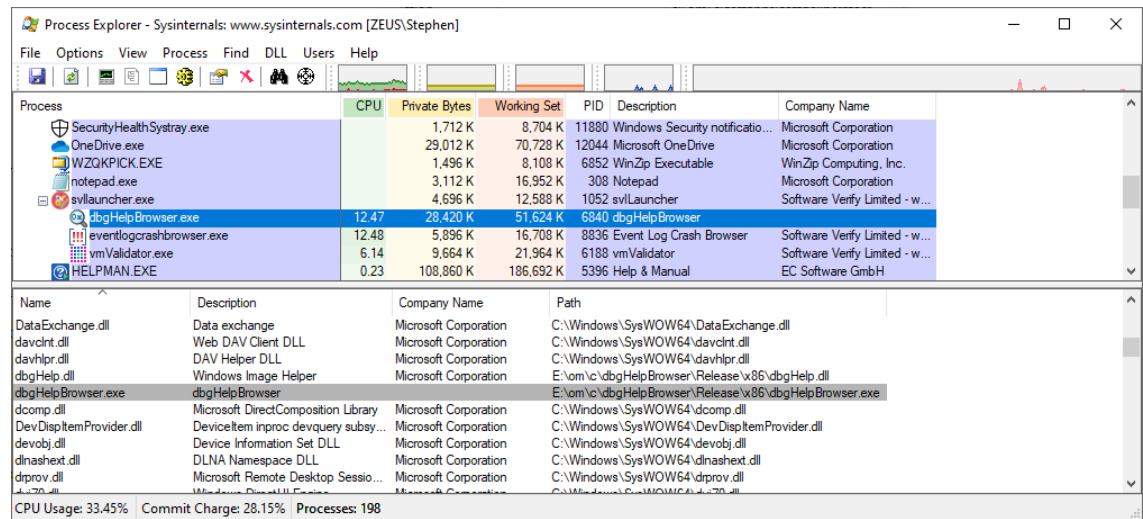 Process Explorer - Sysinternals: www.sysinternals.com [ZEUS\Stephen]
File Options View Process Find DLL Users Help
Process CPU Private Bytes Working Set PID Description Company Name
SecurityHealthSystray.exe 1,712 K 8,704 K 11880 Windows Security notificatio... Microsoft Corporation
OneDrive.exe 29,012 K 70,728 K 12044 Microsoft OneDrive Microsoft Corporation
WZQKPICK.EXE 1,496 K 8,108 K 6852 WinZip Executable WinZip Computing, Inc.
notepad.exe 3,112 K 16,952 K 308 Notepad Microsoft Corporation
svlLauncher.exe 4,696 K 12,588 K 1052 svlLauncher Software Verify Limited - w...
dbgHelpBrowser.exe 12.47 28,420 K 51,624 K 6840 dbgHelpBrowser
eventlogcrashbrowser.exe 12.48 5,896 K 16,708 K 8836 Event Log Crash Browser Software Verify Limited - w...
vmValidator.exe 6.14 9,664 K 21,964 K 6188 vmValidator Software Verify Limited - w...
HELPMAN.EXE 0.23 108,860 K 186,692 K 5396 Help & Manual EC Software GmbH
Name Description Company Name Path
DataExchange.dll Data exchange Microsoft Corporation C:\Windows\SysWOW64\DataExchange.dll
davclnt.dll Web DAV Client DLL Microsoft Corporation C:\Windows\SysWOW64\davclnt.dll
davhlpr.dll DAV Helper DLL Microsoft Corporation C:\Windows\SysWOW64\davhlpr.dll
dbgHelp.dll Windows Image Helper Microsoft Corporation E:\om\c\dbgHelpBrowser\Release\x86\dbgHelp.dll
dbgHelpBrowser.exe dbgHelpBrowser E:\om\c\dbgHelpBrowser\Release\x86\dbgHelpBrowser.exe
dcomp.dll Microsoft DirectComposition Library Microsoft Corporation C:\Windows\SysWOW64\dcomp.dll
DevDispItemProvider.dll DeviceItem inproc devquery subsy... Microsoft Corporation C:\Windows\SysWOW64\DevDispItemProvider.dll
devobj.dll Device Information Set DLL Microsoft Corporation C:\Windows\SysWOW64\devobj.dll
dlnashext.dll DLNA Namespace DLL Microsoft Corporation C:\Windows\SysWOW64\dlnashext.dll
drprov.dll Microsoft Remote Desktop Sessio... Microsoft Corporation C:\Windows\SysWOW64\drprov.dll
CPU Usage: 33.45% Commit Charge: 28.15% Processes: 198